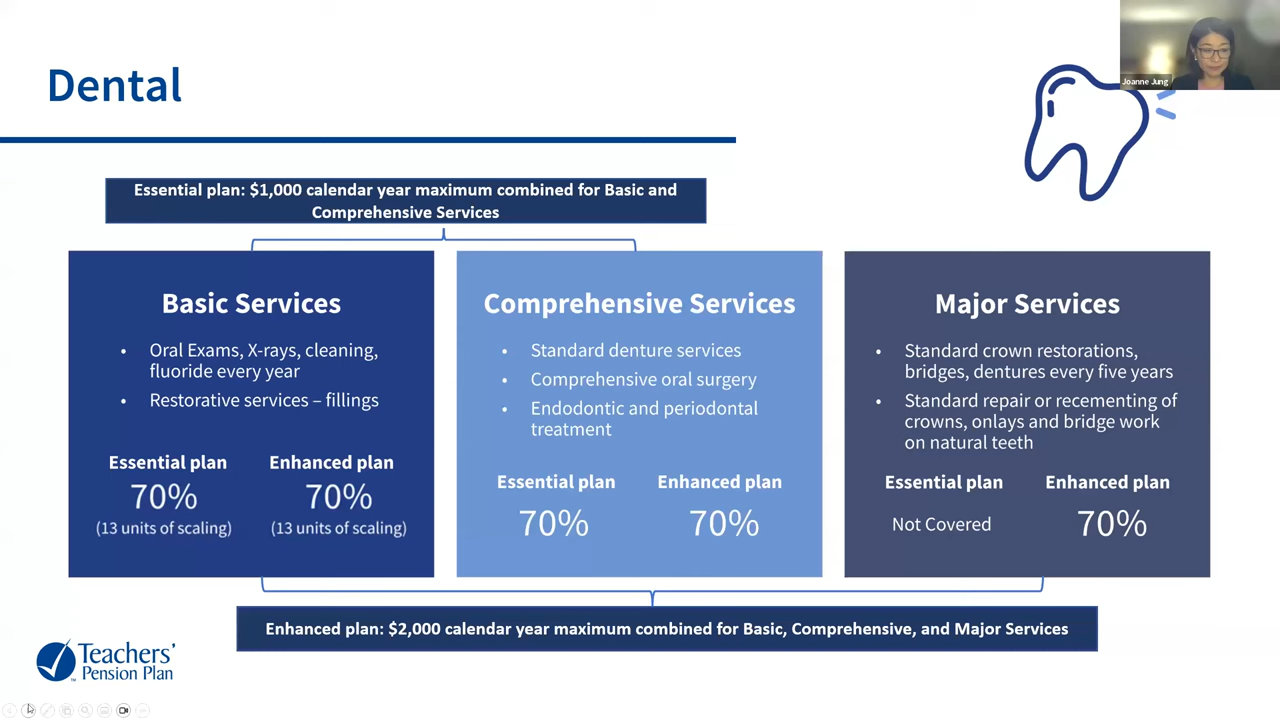 Dental
Joanne Jung
Essential plan: $1,000 calendar year maximum combined for Basic and
Comprehensive Services
Basic Services
• Oral Exams, X-rays, cleaning,
fluoride every year
• Restorative services – fillings
Essential plan
Enhanced plan
70%
70%
(13 units of scaling)
(13 units of scaling)
Comprehensive Services
• Standard denture services
• Comprehensive oral surgery
• Endodontic and periodontal
treatment
Essential plan
Enhanced plan
70%
70%
Major Services
• Standard crown restorations,
bridges, dentures every five years
• Standard repair or recementing of
crowns, onlays and bridge work
on natural teeth
Essential plan
Enhanced plan
Not Covered
70%
Enhanced plan: $2,000 calendar year maximum combined for Basic, Comprehensive, and Major Services
Teachers'
Pension Plan
TM